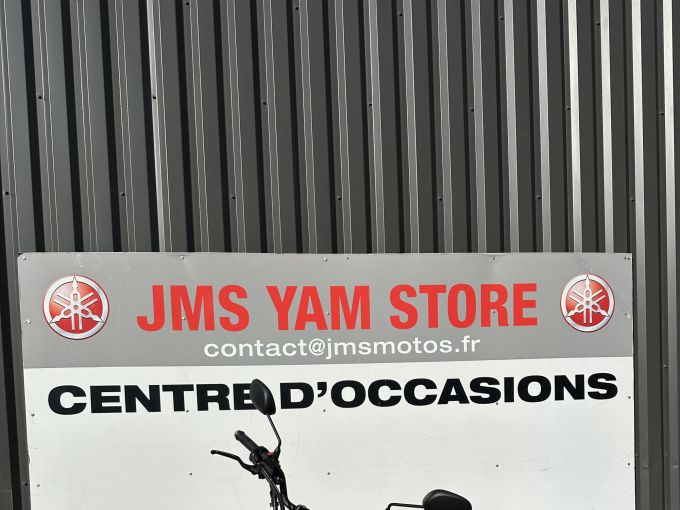 JMS YAM STORE
contact@jmsmotos.fr
CENTRE D'OCCASIONS